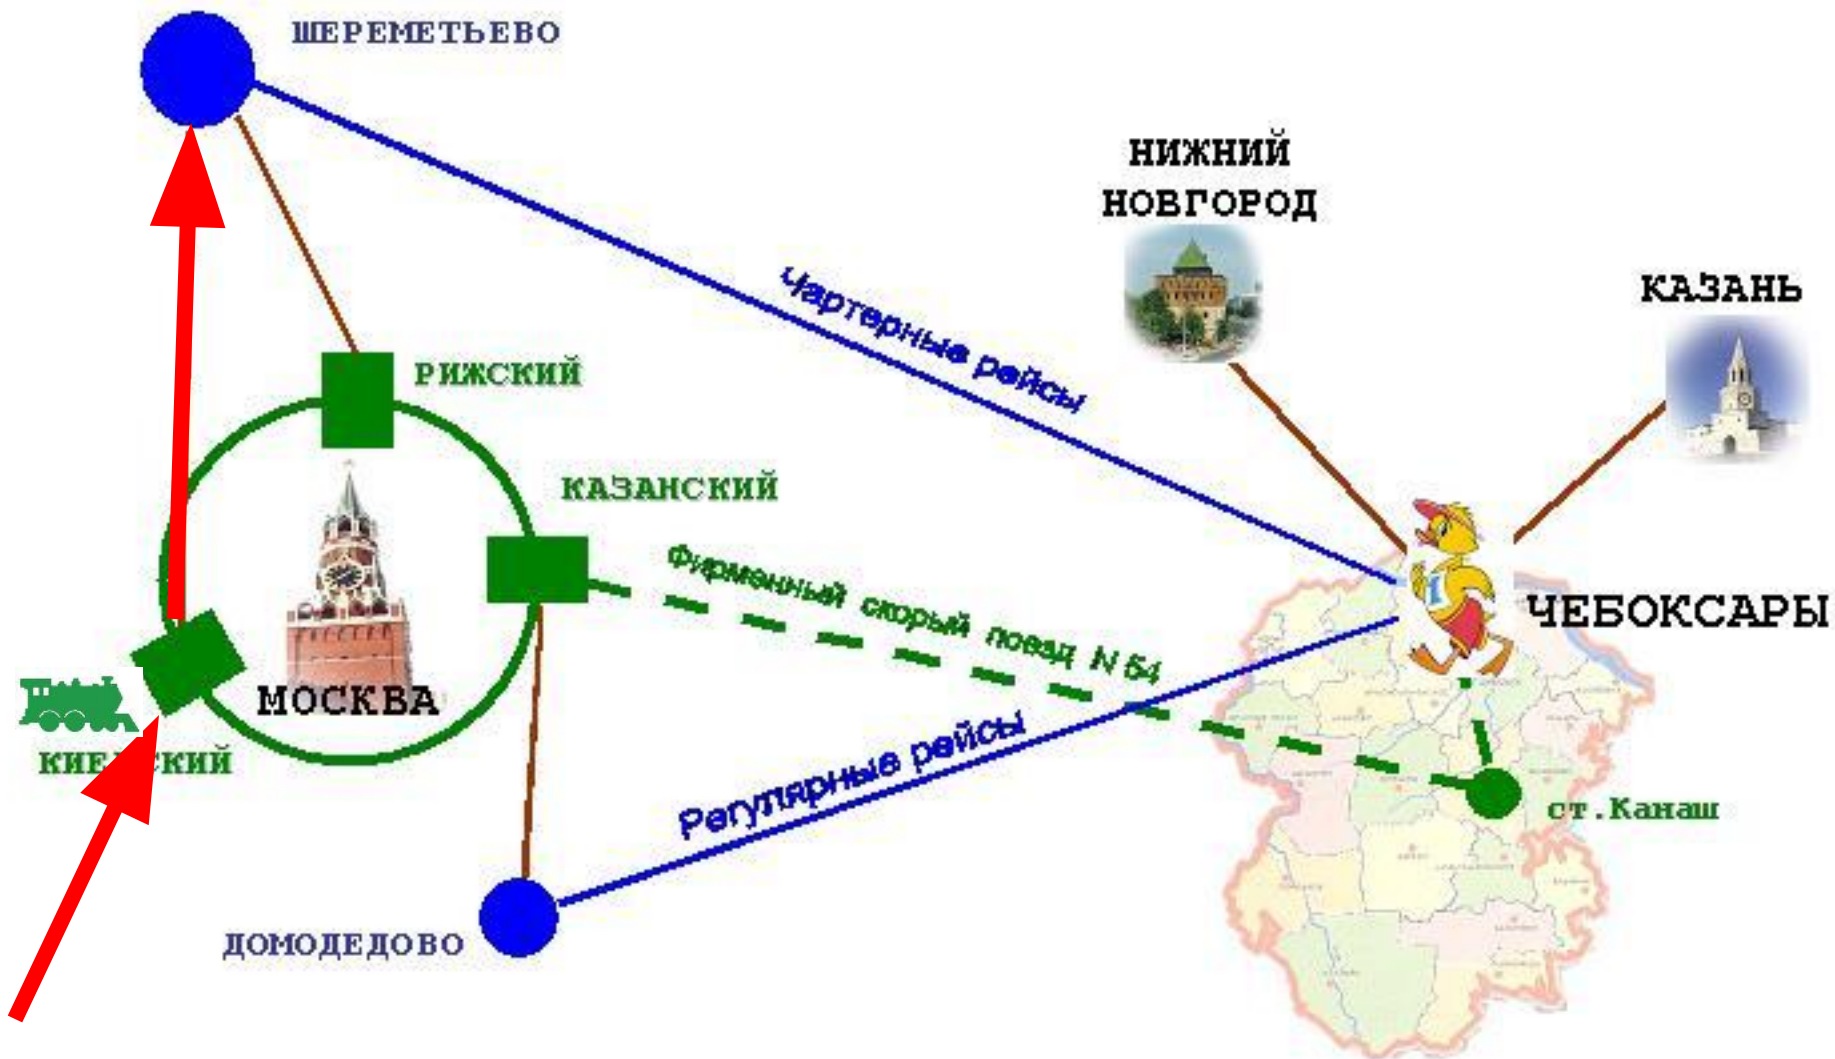 ШЕРЕМЕТЬЕВО
НИЖНИЙ
НОВГОРОД
КАЗАНЬ
Чартерные рейсы
РИЖСКИЙ
КАЗАНСКИЙ
Фирменный скорый поезд N 54
ЧЕБОКСАРЫ
МОСКВА
КИЕВСКИЙ
Регулярные рейсы
ст.Канаш
ДОМОДЕДОВО